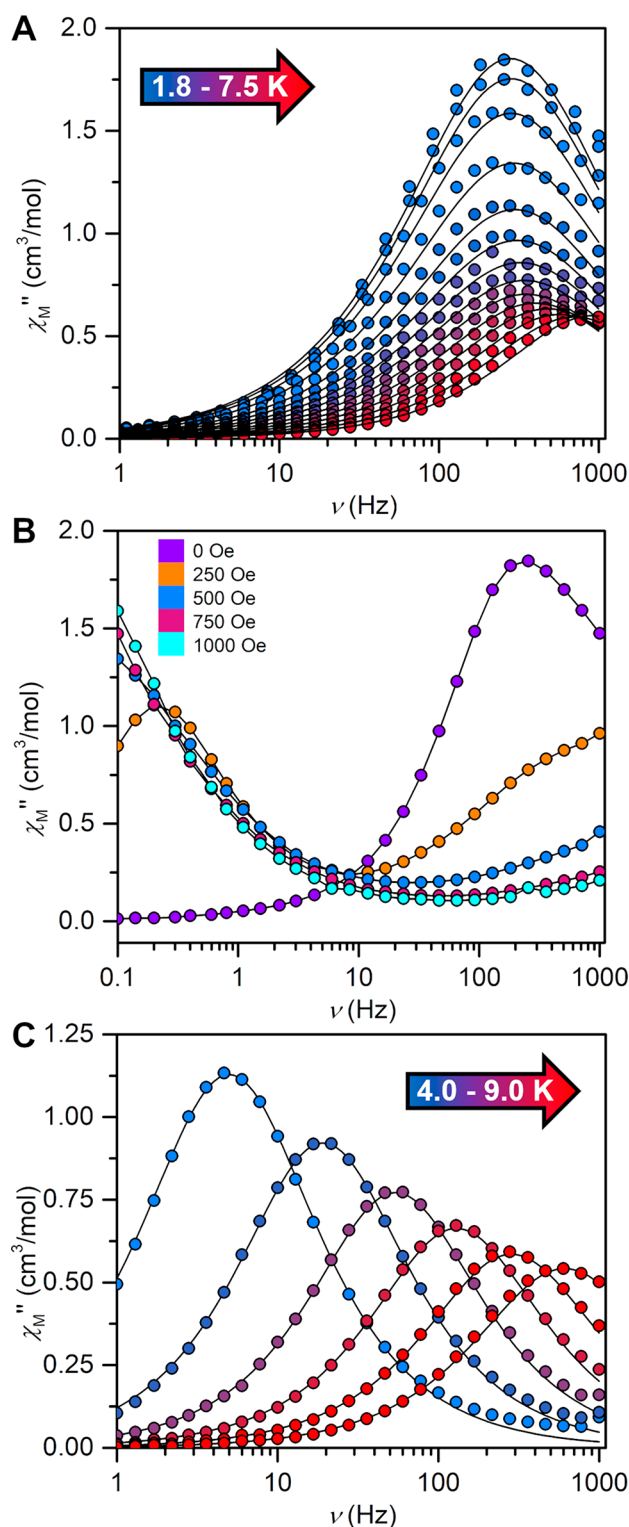 A
2.0
1.8 - 7.5 K
1.5
χM'' (cm³/mol)
1.0
0.5
0.0
1
10
100
1000
ν (Hz)
B
2.0
0 Oe
250 Oe
500 Oe
750 Oe
1000 Oe
1.5
χM'' (cm³/mol)
1.0
0.5
0.0
0.1
1
10
100
1000
ν (Hz)
C
1.25
4.0 - 9.0 K
1.00
χM'' (cm³/mol)
0.75
0.50
0.25
0.00
1
10
100
1000
ν (Hz)